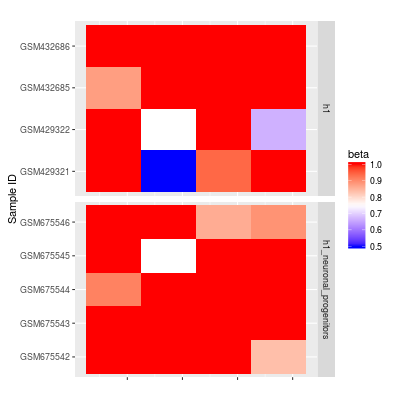 Sample ID
GSM432686
GSM432685
GSM429322
GSM429321
h1
GSM675546
GSM675545
GSM675544
GSM675543
GSM675542
h1_neuronal_progenitors
beta
1.0
0.9
0.8
0.7
0.6
0.5